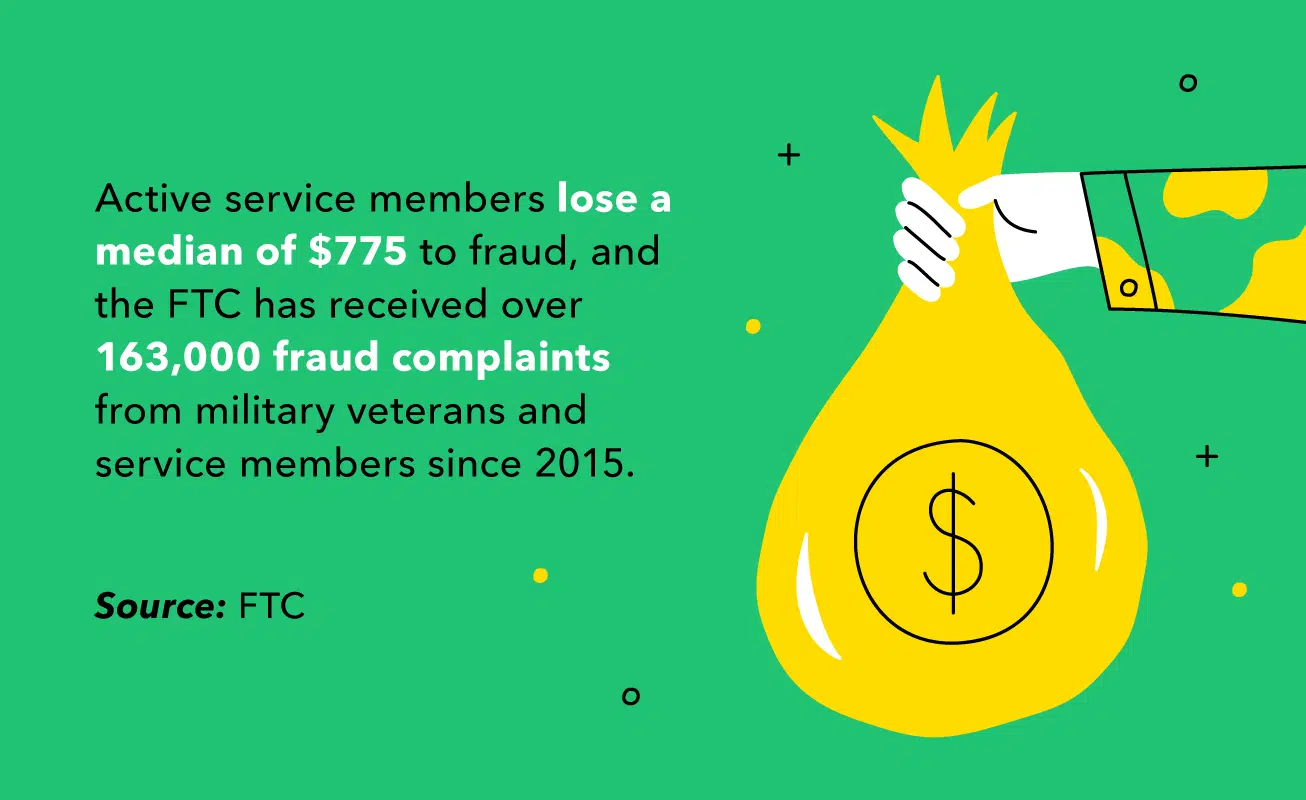 Active service members lose a
median of $775 to fraud, and
the FTC has received over
163,000 fraud complaints
from military veterans and
service members since 2015.
Source: FTC
$